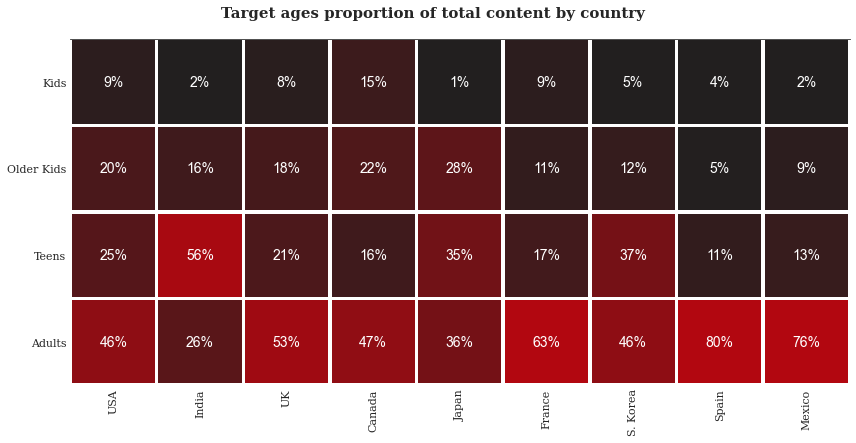 Target ages proportion of total content by country
Kids 9% 2% 8% 15% 1% 9% 5% 4% 2%
Older Kids 20% 16% 18% 22% 28% 11% 12% 5% 9%
Teens 25% 56% 21% 16% 35% 17% 37% 11% 13%
Adults 46% 26% 53% 47% 36% 63% 46% 80% 76%
USA India UK Canada Japan France S. Korea Spain Mexico